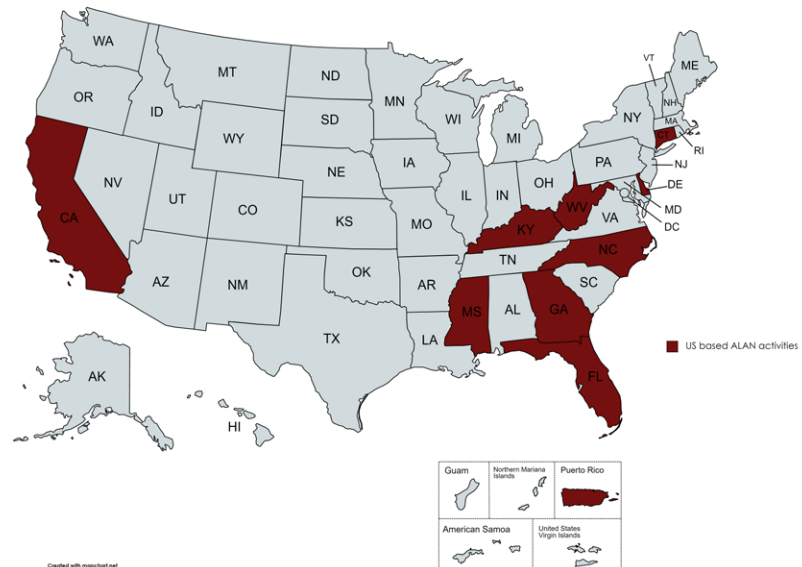 WA
MT
ND
MN
OR
ID
SD
WI
MI
WY
VT
ME
NH
NY
MA
CT
RI
NV
UT
CO
NE
IA
IL
IN
OH
PA
NJ
DE
MD
DC
CA
KS
MO
KY
WV
VA
AZ
NM
OK
AR
TN
NC
SC
TX
LA
MS
AL
GA
FL
US based ALAN activities
AK
HI
Guam
Northern Mariana
Islands
Puerto Rico
American Samoa
United States
Virgin Islands
Created with mapchart.net